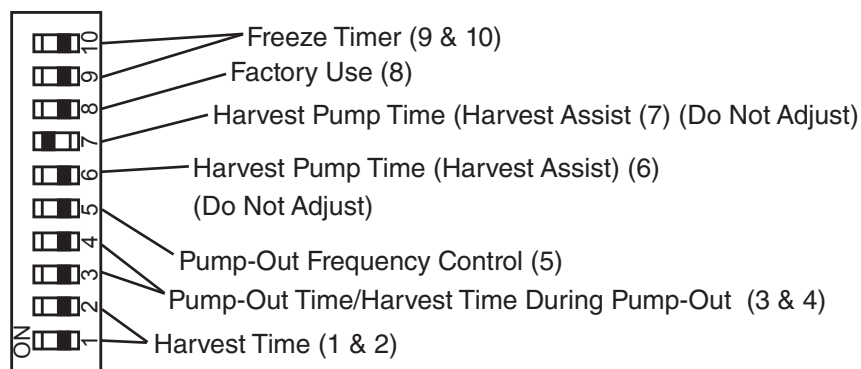 10
Freeze Timer (9 & 10)
9
Factory Use (8)
8
Harvest Pump Time (Harvest Assist (7) (Do Not Adjust)
7
Harvest Pump Time (Harvest Assist) (6)
6
(Do Not Adjust)
5
Pump-Out Frequency Control (5)
4
Pump-Out Time/Harvest Time During Pump-Out (3 & 4)
3
2
Harvest Time (1 & 2)
1
ON